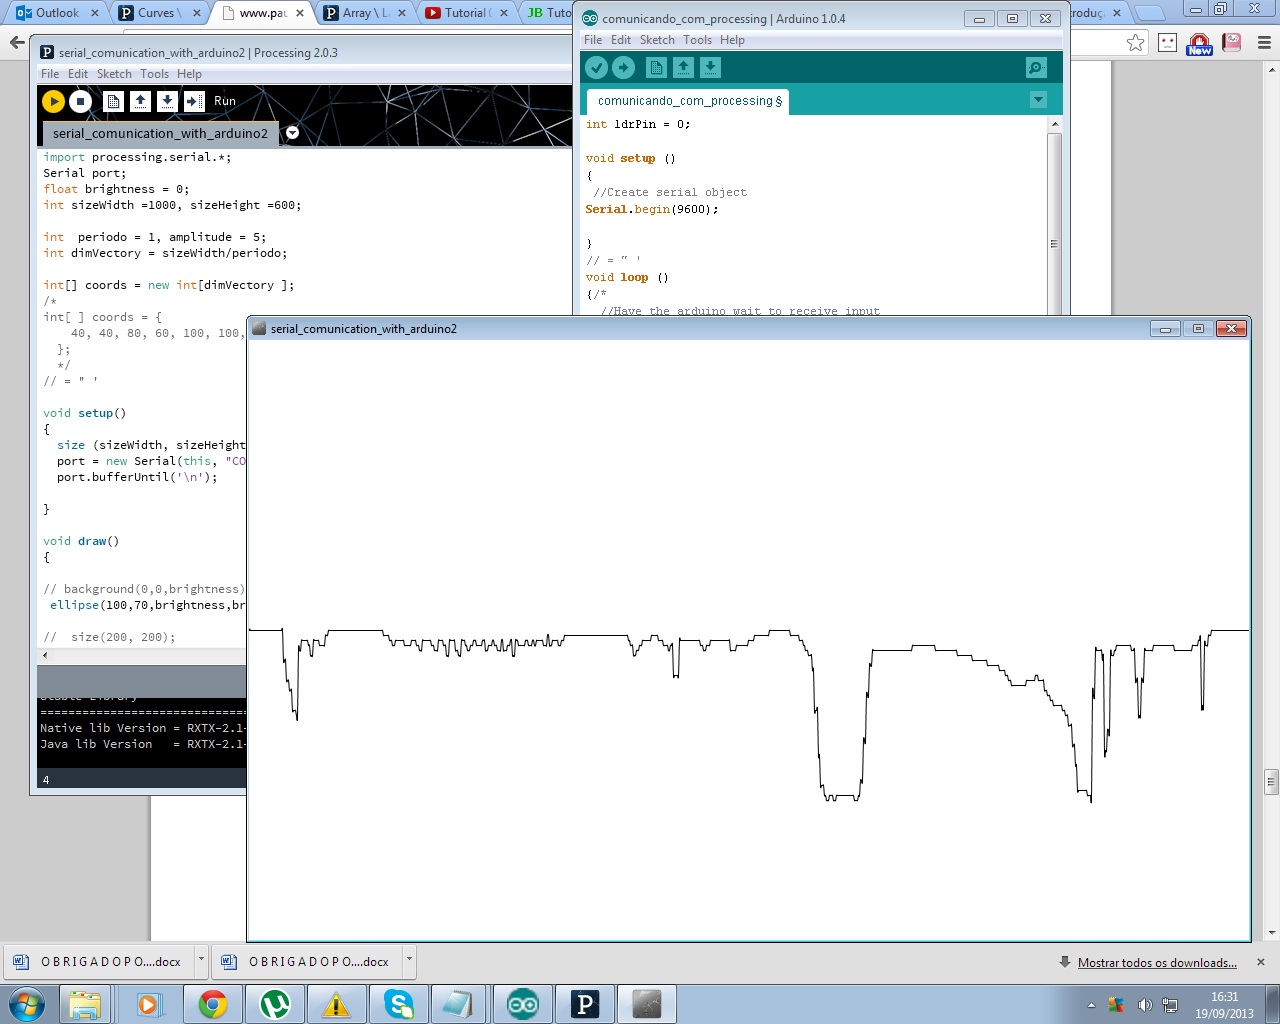 Outlook
Curves \
www.pau
Array \ L
Tutorial
JB Tuto
serial_comunication_with_arduino2 | Processing 2.0.3
File Edit Sketch Tools Help
Run
serial_comunication_with_arduino2
import processing.serial.*;
Serial port;
float brightness = 0;
int sizeWidth =1000, sizeHeight =600;
int  periodo = 1, amplitude = 5;
int dimVectory = sizeWidth/periodo;
int[] coords = new int[dimVectory ];
/*
int[ ] coords = {
40, 40, 80, 60, 100, 100,
};
*/
// = " '
void setup()
{
size (sizeWidth, sizeHeight
port = new Serial(this, "CO
port.bufferUntil('\n');
}
void draw()
{
// background(0,0,brightness)
ellipse(100,70,brightness,br
//  size(200, 200);
Stable Library
=============================
Native lib Version = RXTX-2.1-
Java lib Version   = RXTX-2.1-
4
comunicando_com_processing | Arduino 1.0.4
File Edit Sketch Tools Help
comunicando_com_processing §
int ldrPin = 0;
void setup ()
{
//Create serial object
Serial.begin(9600);
}
// = " '
void loop ()
{/*
//Have the arduino wait to receive input
New
serial_comunication_with_arduino2
O B R I G A D O P O....docx
O B R I G A D O P O....docx
Mostrar todos os downloads...
16:31
19/09/2013